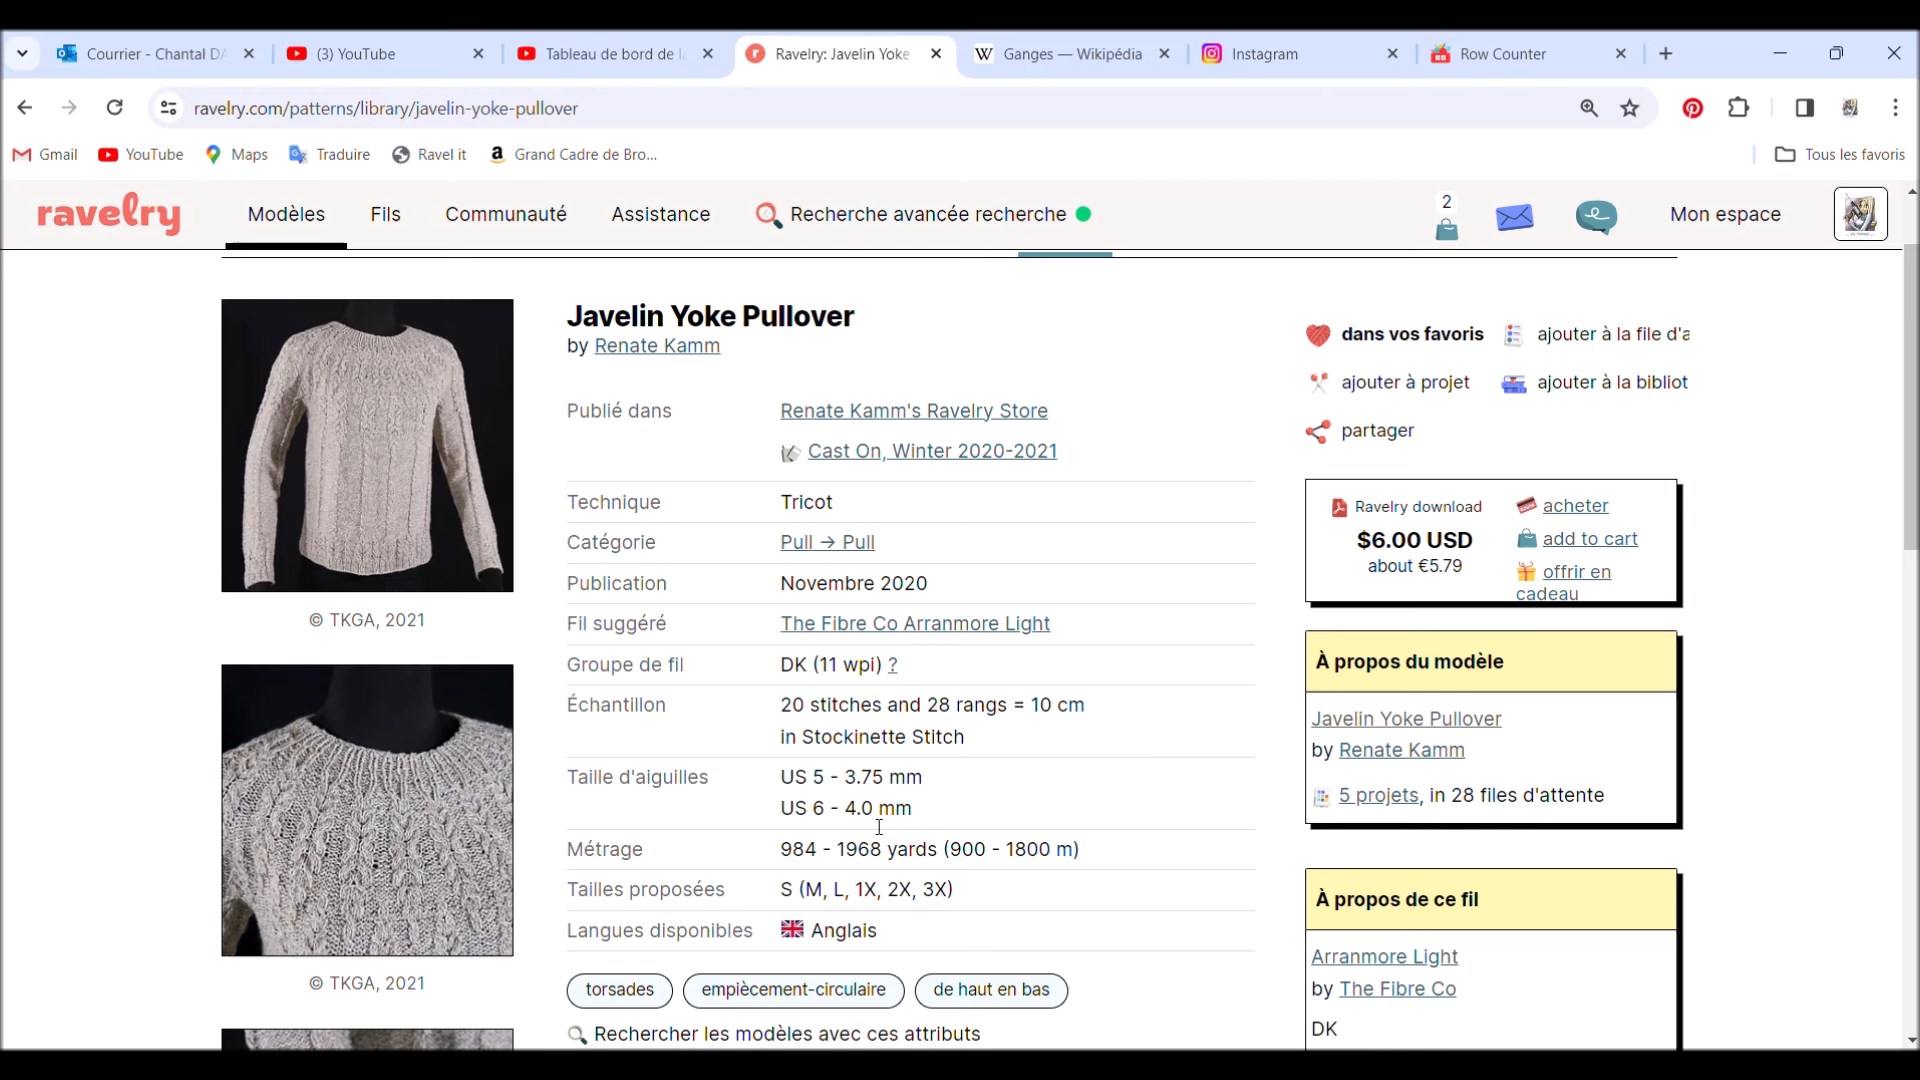 Courrier - Chantal DA
(3) YouTube
Tableau de bord de la
Ravelry: Javelin Yoke
Ganges — Wikipédia
Instagram
Row Counter
ravelry.com/patterns/library/javelin-yoke-pullover
Gmail
YouTube
Maps
Traduire
Ravel it
Grand Cadre de Bro...
Tous les favoris
ravelry
Modèles
Fils
Communauté
Assistance
Recherche avancée recherche
2
Mon espace
Javelin Yoke Pullover
by Renate Kamm
Publié dans
Renate Kamm's Ravelry Store
Cast On, Winter 2020-2021
Technique
Tricot
Catégorie
Pull → Pull
Publication
Novembre 2020
Fil suggéré
The Fibre Co Arranmore Light
Groupe de fil
DK (11 wpi) ?
Échantillon
20 stitches and 28 rangs = 10 cm
in Stockinette Stitch
Taille d'aiguilles
US 5 - 3.75 mm
US 6 - 4.0 mm
Métrage
984 - 1968 yards (900 - 1800 m)
Tailles proposées
S (M, L, 1X, 2X, 3X)
Langues disponibles
Anglais
torsades
empiècement-circulaire
de haut en bas
Rechercher les modèles avec ces attributs
© TKGA, 2021
© TKGA, 2021
dans vos favoris
ajouter à la file d'a
ajouter à projet
ajouter à la bibliot
partager
Ravelry download
$6.00 USD
about €5.79
acheter
add to cart
offrir en
cadeau
À propos du modèle
Javelin Yoke Pullover
by Renate Kamm
5 projets, in 28 files d'attente
À propos de ce fil
Arranmore Light
by The Fibre Co
DK